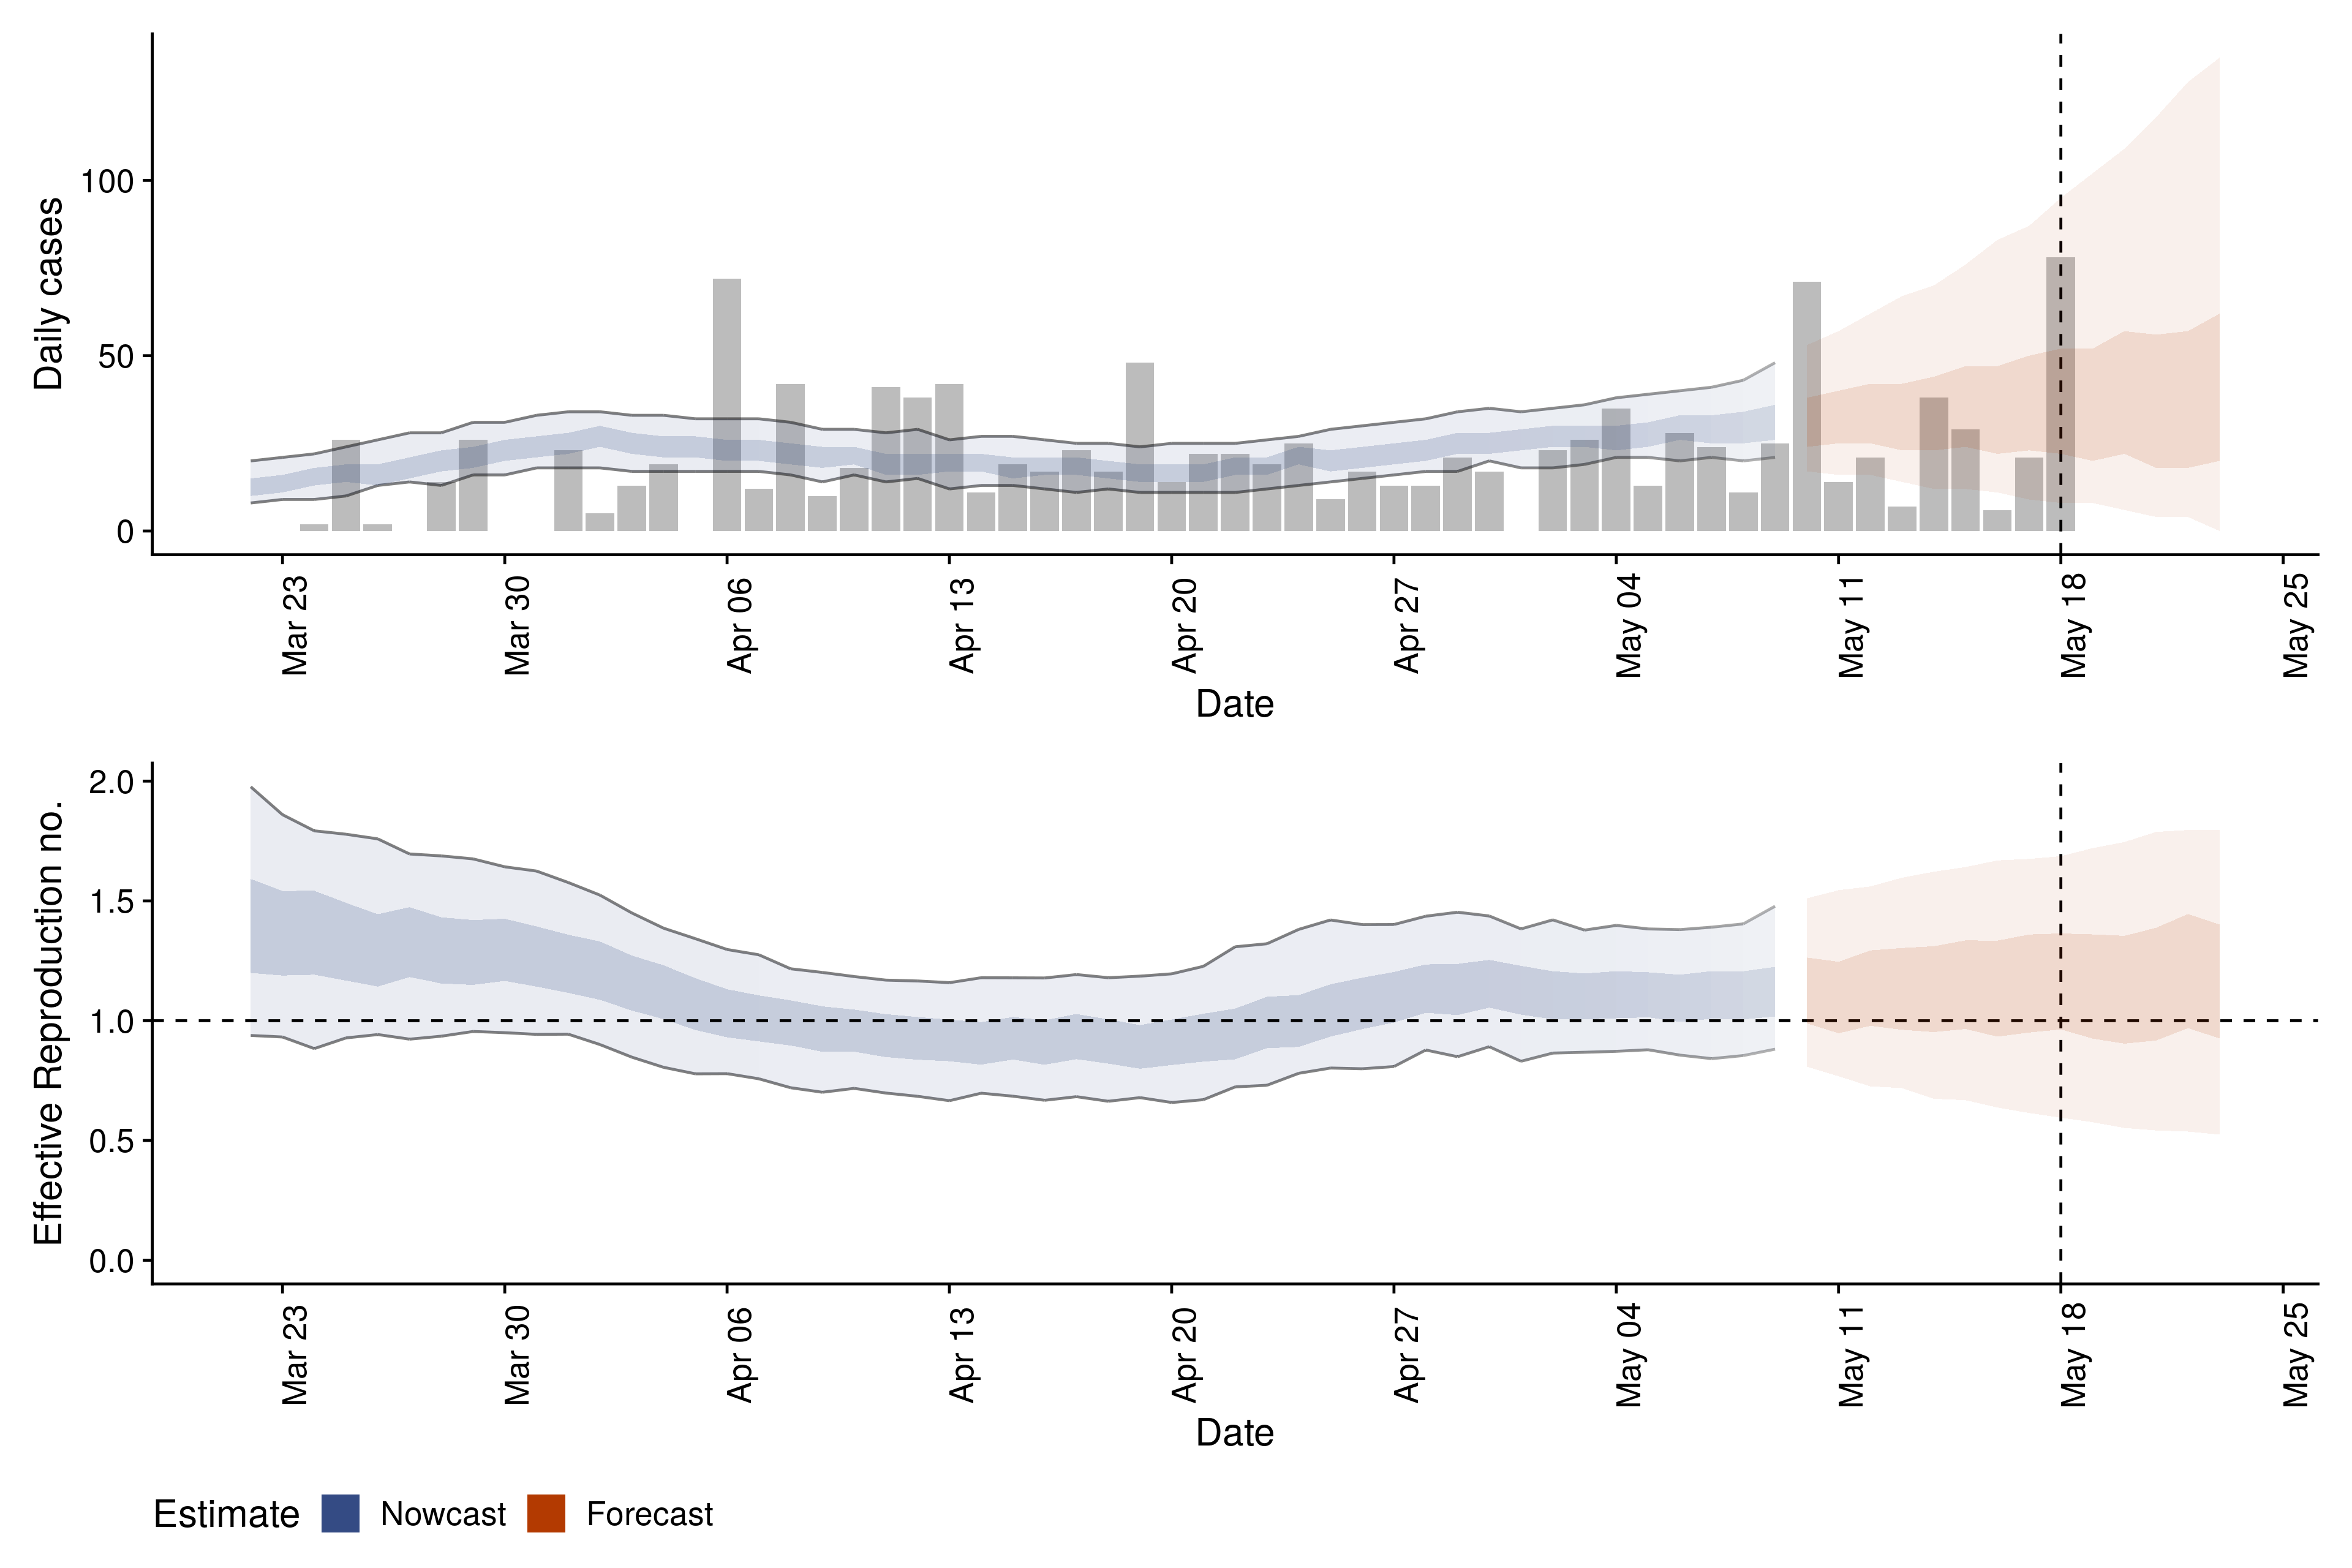 Daily cases
100
50
0
Mar 23
Mar 30
Apr 06
Apr 13
Apr 20
Apr 27
May 04
May 11
May 18
May 25
Date
Effective Reproduction no.
2.0
1.5
1.0
0.5
0.0
Mar 23
Mar 30
Apr 06
Apr 13
Apr 20
Apr 27
May 04
May 11
May 18
May 25
Date
Estimate Nowcast Forecast